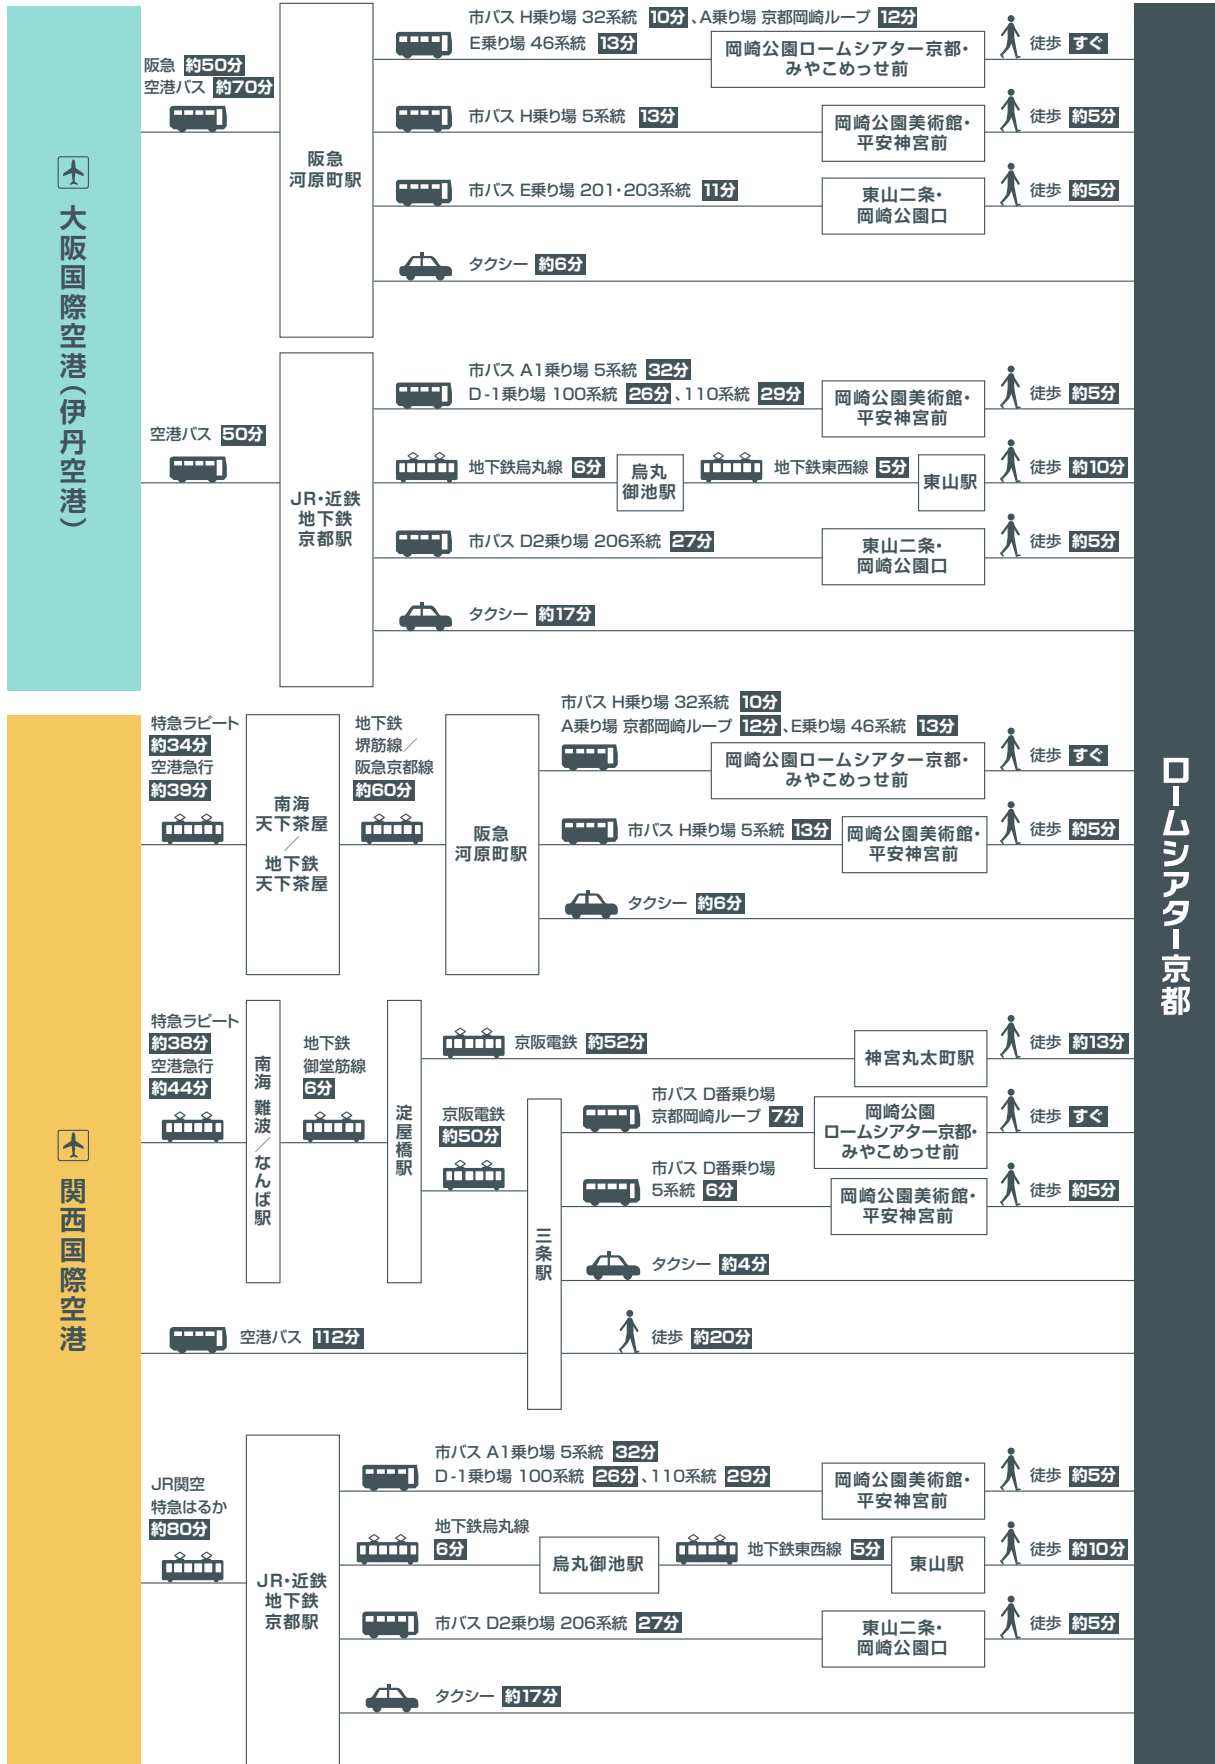 大阪国際空港(伊丹空港)
阪急 約50分
空港バス 約70分
阪急
河原町駅
市バス H乗り場 32系統 10分、A乗り場 京都岡崎ループ 12分
E乗り場 46系統 13分
岡崎公園ロームシアター京都・
みやこめっせ前
徒歩 すぐ
市バス H乗り場 5系統 13分
岡崎公園美術館・
平安神宮前
徒歩 約5分
市バス E乗り場 201・203系統 11分
東山二条・
岡崎公園口
徒歩 約5分
タクシー 約6分
空港バス 50分
JR・近鉄
地下鉄
京都駅
市バス A1乗り場 5系統 32分
D-1乗り場 100系統 26分、110系統 29分
岡崎公園美術館・
平安神宮前
徒歩 約5分
地下鉄烏丸線 6分
烏丸
御池駅
地下鉄東西線 5分
東山駅
徒歩 約10分
市バス D2乗り場 206系統 27分
東山二条・
岡崎公園口
徒歩 約5分
タクシー 約17分
関西国際空港
特急ラピート
約34分
空港急行
約39分
南海
天下茶屋
／
地下鉄
天下茶屋
地下鉄
堺筋線／
阪急京都線
約60分
阪急
河原町駅
市バス H乗り場 32系統 10分
A乗り場 京都岡崎ループ 12分、E乗り場 46系統 13分
岡崎公園ロームシアター京都・
みやこめっせ前
徒歩 すぐ
市バス H乗り場 5系統 13分
岡崎公園美術館・
平安神宮前
徒歩 約5分
タクシー 約6分
特急ラピート
約38分
空港急行
約44分
南海 難波／なんば駅
地下鉄
御堂筋線
6分
淀屋橋駅
京阪電鉄 約52分
神宮丸太町駅
徒歩 約13分
京阪電鉄
約50分
三条駅
市バス D番乗り場
京都岡崎ループ 7分
岡崎公園
ロームシアター京都・
みやこめっせ前
徒歩 すぐ
市バス D番乗り場
5系統 6分
岡崎公園美術館・
平安神宮前
徒歩 約5分
タクシー 約4分
空港バス 112分
徒歩 約20分
JR関空
特急はるか
約80分
JR・近鉄
地下鉄
京都駅
市バス A1乗り場 5系統 32分
D-1乗り場 100系統 26分、110系統 29分
岡崎公園美術館・
平安神宮前
徒歩 約5分
地下鉄烏丸線
6分
烏丸御池駅
地下鉄東西線 5分
東山駅
徒歩 約10分
市バス D2乗り場 206系統 27分
東山二条・
岡崎公園口
徒歩 約5分
タクシー 約17分
ロームシアター京都